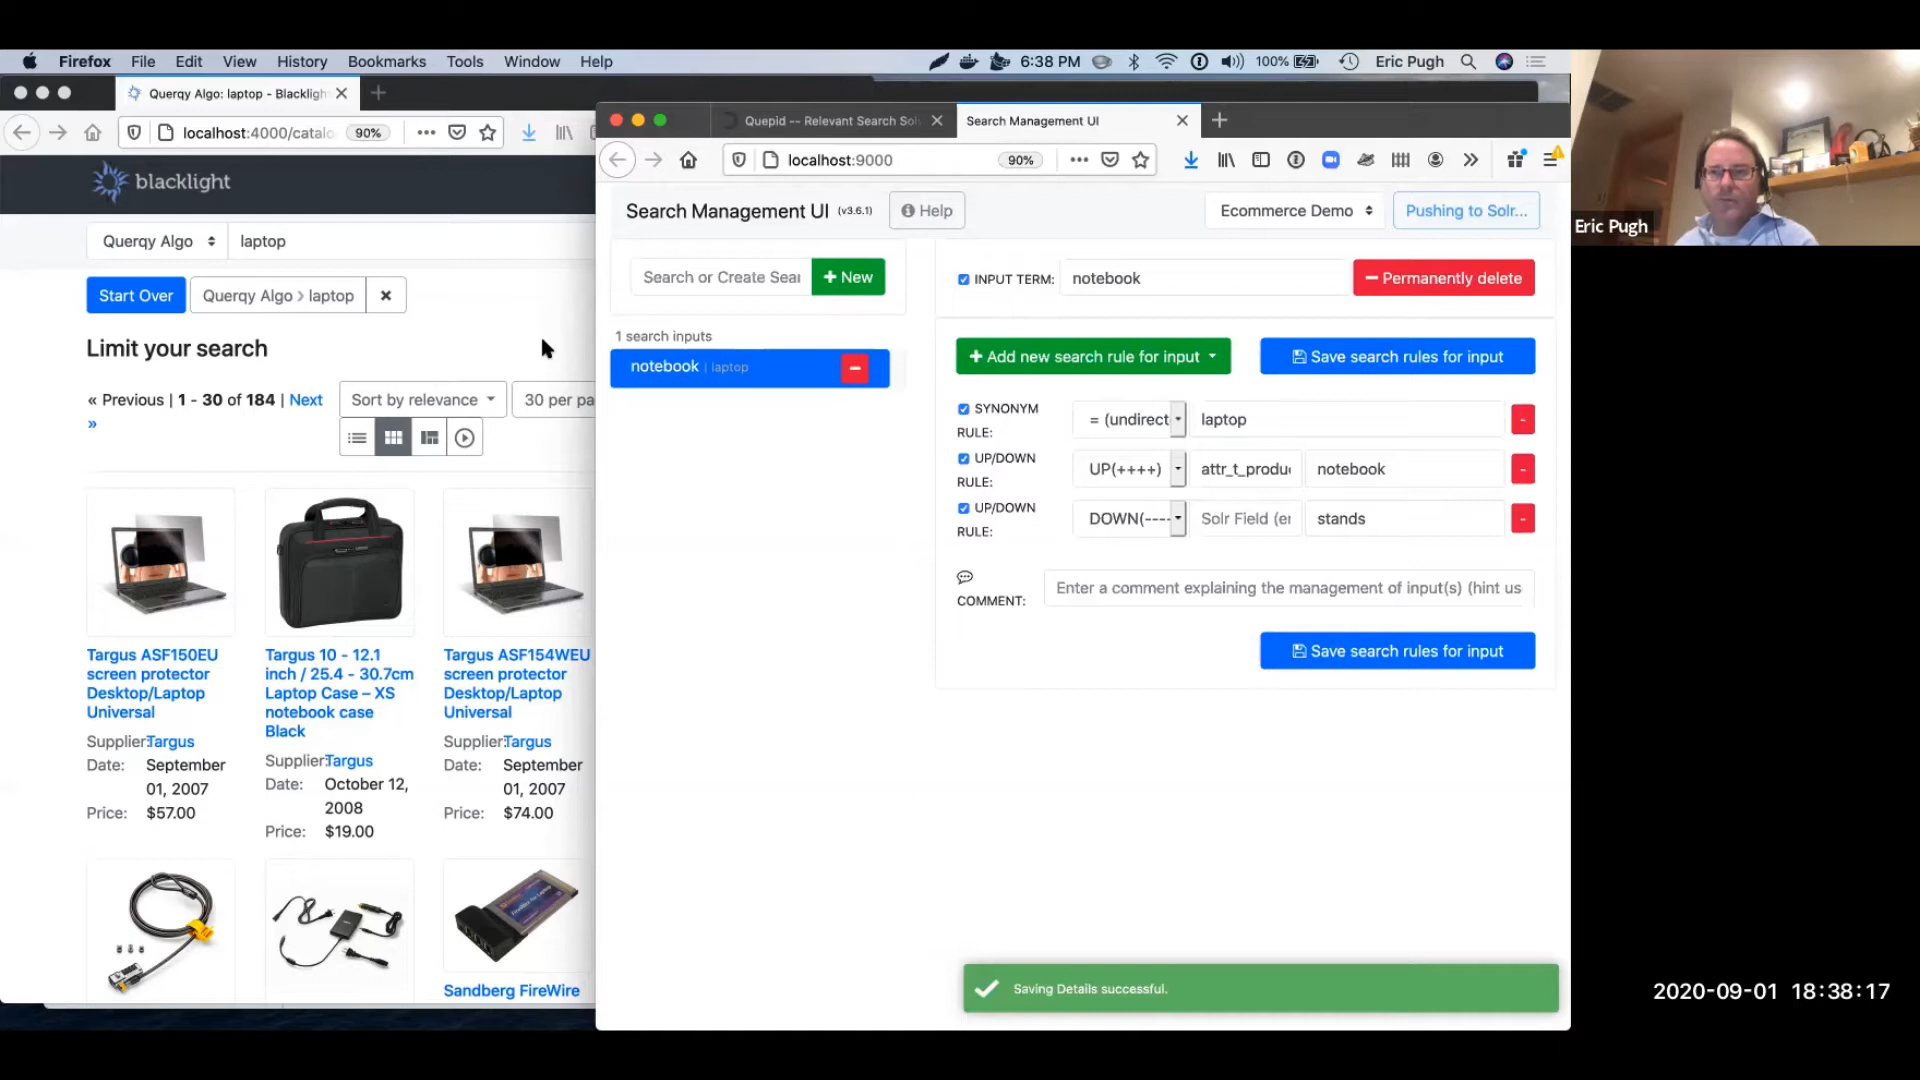 Firefox File Edit View History Bookmarks Tools Window Help
6:38 PM
100%
Eric Pugh
Querqy Algo: laptop - Blackligh
localhost:4000/catalo
90%
blacklight
Querqy Algo
laptop
Start Over
Querqy Algo > laptop
Limit your search
« Previous | 1 - 30 of 184 | Next
»
Sort by relevance
30 per pa
Targus ASF150EU
screen protector
Desktop/Laptop
Universal
Supplier:Targus
Date: September
01, 2007
Price: $57.00
Targus 10 - 12.1
inch / 25.4 - 30.7cm
Laptop Case – XS
notebook case
Black
Supplier:Targus
Date: October 12,
2008
Price: $19.00
Targus ASF154WEU
screen protector
Desktop/Laptop
Universal
Supplier:Targus
Date: September
01, 2007
Price: $74.00
Sandberg FireWire
Quepid -- Relevant Search Sol
Search Management UI
localhost:9000
90%
Search Management UI (v3.6.1)
Help
Ecommerce Demo
Pushing to Solr...
Search or Create Sear
+ New
1 search inputs
notebook | laptop
INPUT TERM: notebook
Permanently delete
+ Add new search rule for input
Save search rules for input
SYNONYM
RULE:
= (undirect
laptop
UP/DOWN
RULE:
UP(++++)
attr_t_produ
notebook
UP/DOWN
RULE:
DOWN(----
Solr Field (er
stands
COMMENT:
Enter a comment explaining the management of input(s) (hint us
Save search rules for input
Saving Details successful.
Eric Pugh
2020-09-01 18:38:17